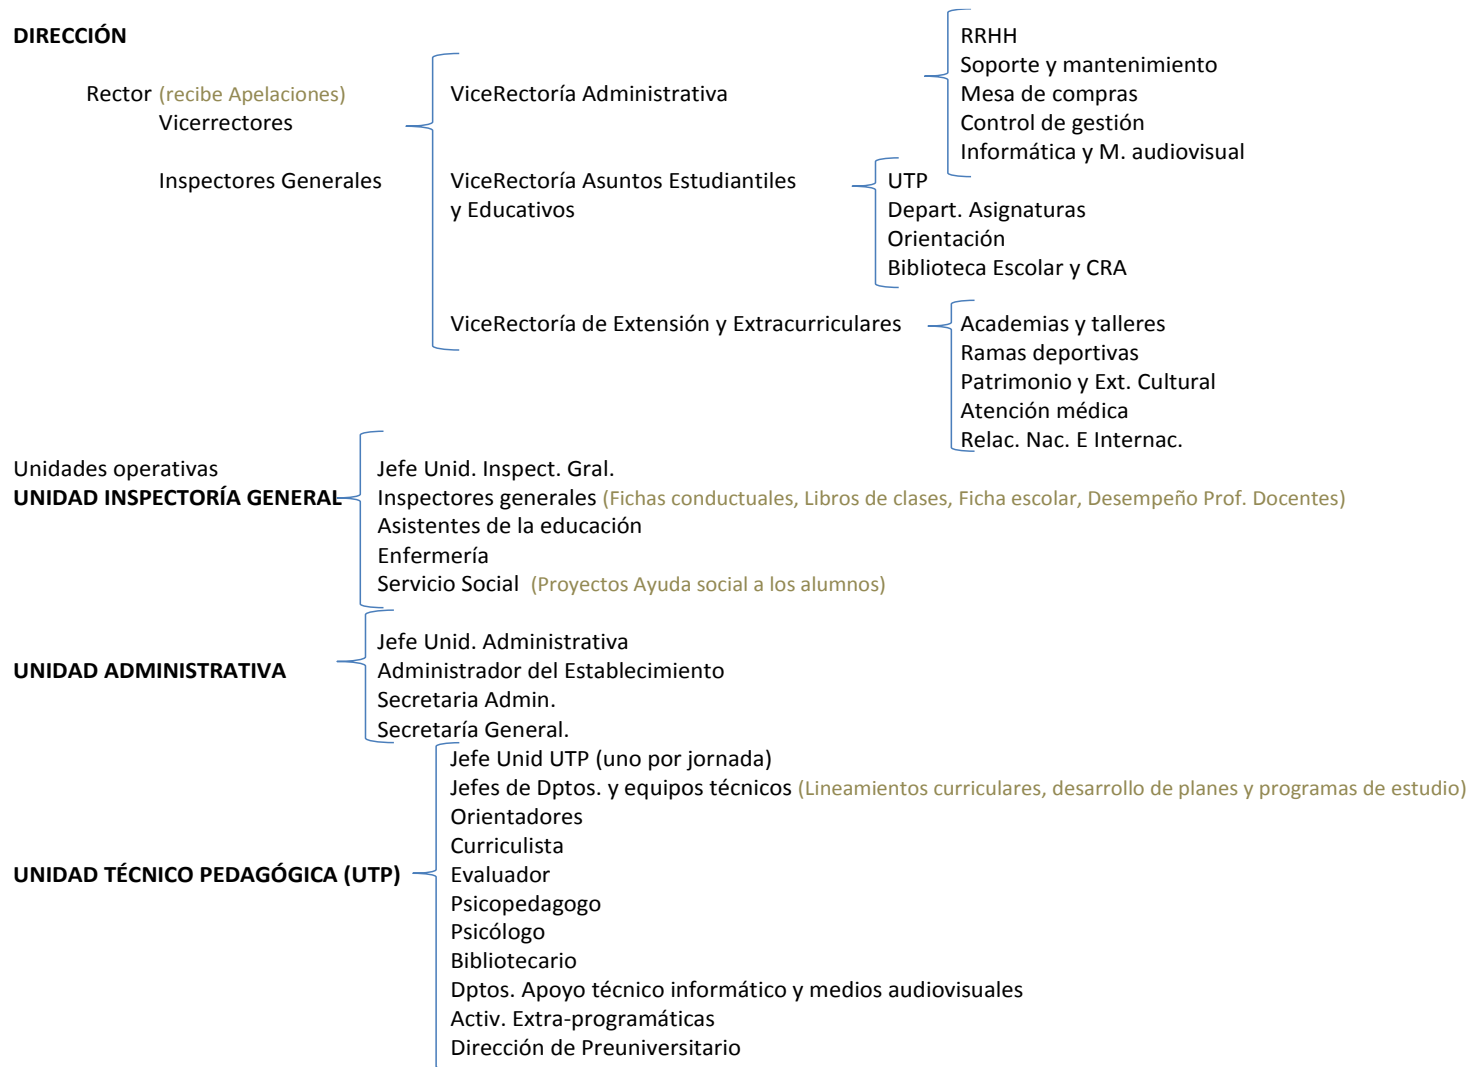 DIRECCIÓN
Rector (recibe Apelaciones)
Vicerrectores
Inspectores Generales
ViceRectoría Administrativa
RRHH
Soporte y mantenimiento
Mesa de compras
Control de gestión
Informática y M. audiovisual
ViceRectoría Asuntos Estudiantiles
y Educativos
UTP
Depart. Asignaturas
Orientación
Biblioteca Escolar y CRA
ViceRectoría de Extensión y Extracurriculares
Academias y talleres
Ramas deportivas
Patrimonio y Ext. Cultural
Atención médica
Relac. Nac. E Internac.
Unidades operativas
UNIDAD INSPECTORÍA GENERAL
Jefe Unid. Inspect. Gral.
Inspectores generales (Fichas conductuales, Libros de clases, Ficha escolar, Desempeño Prof. Docentes)
Asistentes de la educación
Enfermería
Servicio Social (Proyectos Ayuda social a los alumnos)
UNIDAD ADMINISTRATIVA
Jefe Unid. Administrativa
Administrador del Establecimiento
Secretaria Admin.
Secretaría General.
UNIDAD TÉCNICO PEDAGÓGICA (UTP)
Jefe Unid UTP (uno por jornada)
Jefes de Dptos. y equipos técnicos (Lineamientos curriculares, desarrollo de planes y programas de estudio)
Orientadores
Curriculista
Evaluador
Psicopedagogo
Psicólogo
Bibliotecario
Dptos. Apoyo técnico informático y medios audiovisuales
Activ. Extra-programáticas
Dirección de Preuniversitario